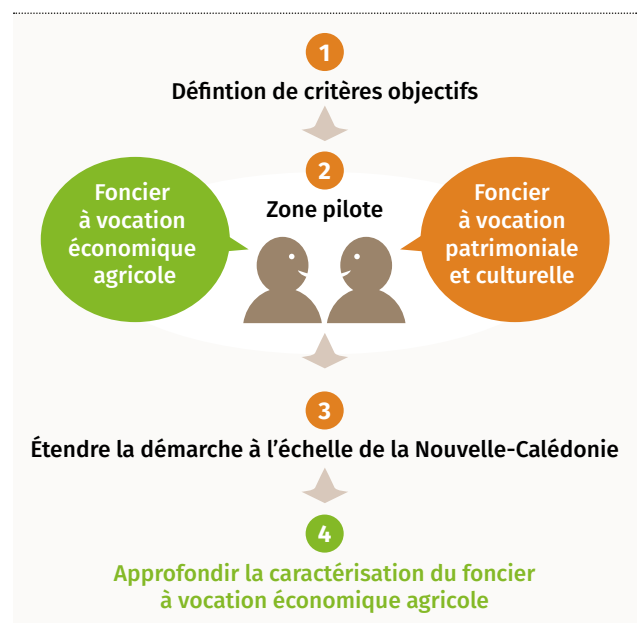 1
Défintion de critères objectifs
2
Zone pilote
Foncier
à vocation
économique
agricole
Foncier
à vocation
patrimoniale
et culturelle
3
Étendre la démarche à l’échelle de la Nouvelle-Calédonie
4
Approfondir la caractérisation du foncier
à vocation économique agricole